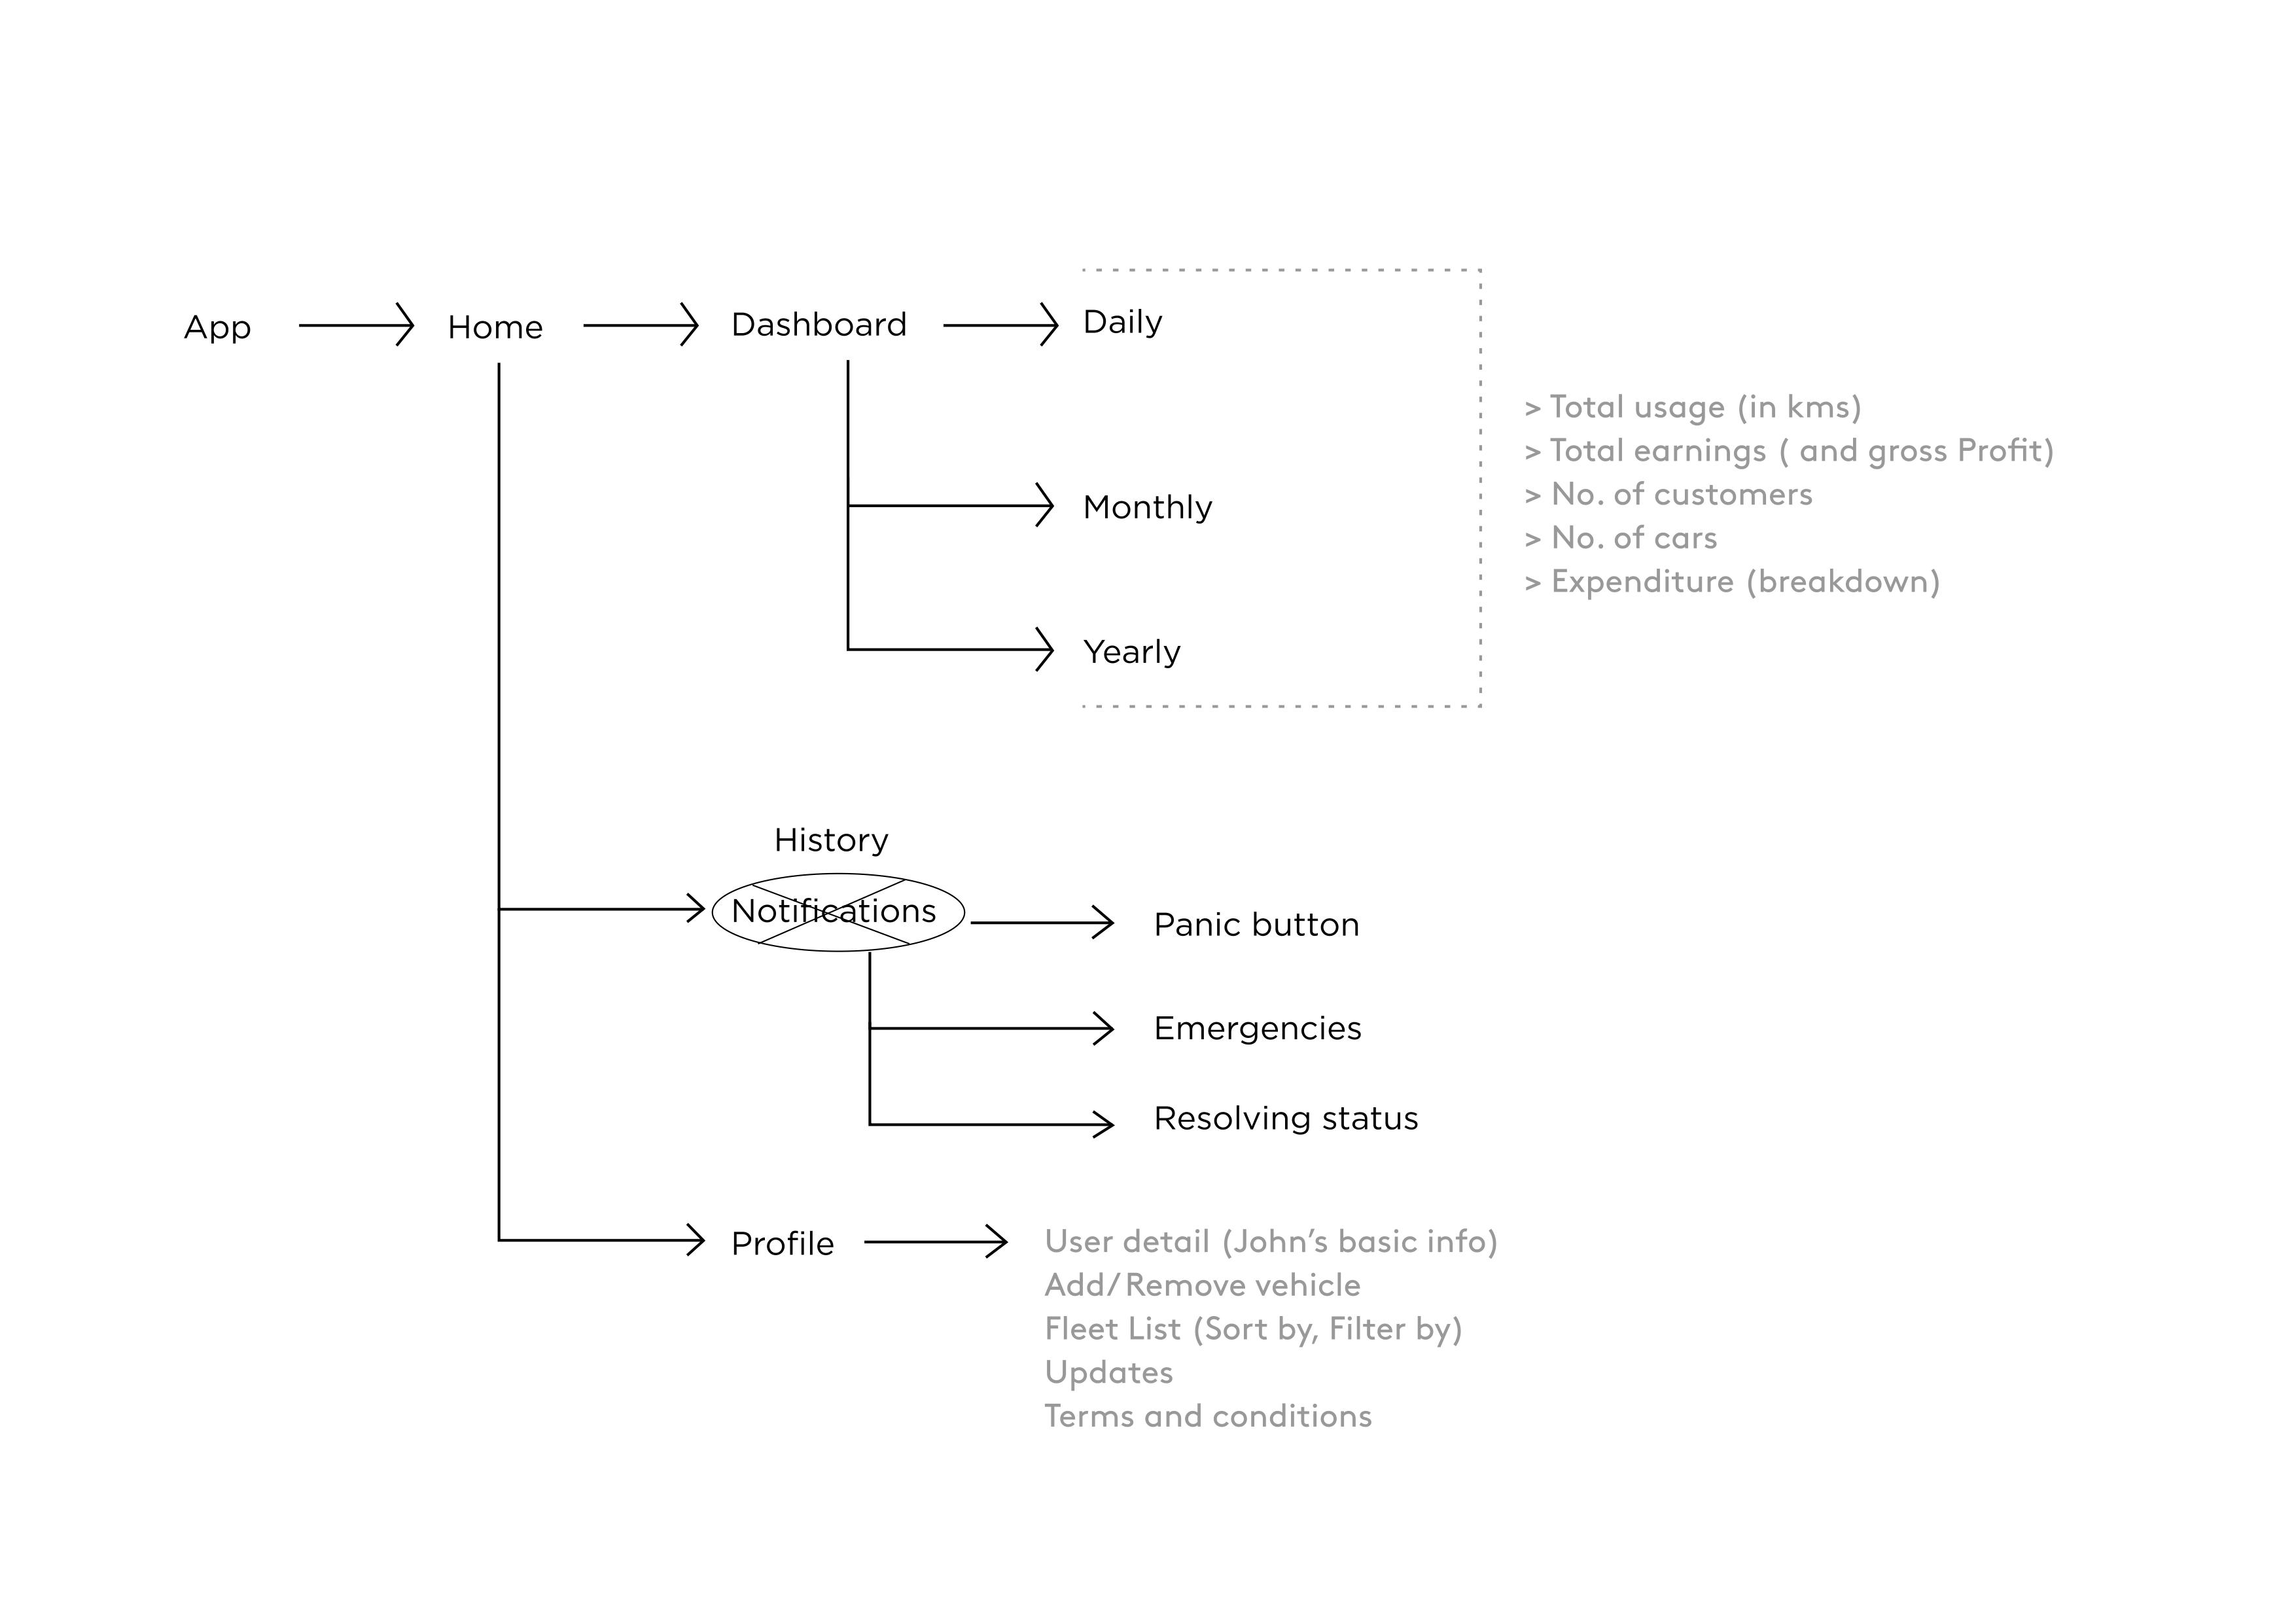 App
Home
Dashboard
Daily
Monthly
Yearly
> Total usage (in kms)
> Total earnings ( and gross Profit)
> No. of customers
> No. of cars
> Expenditure (breakdown)
History
Notifications
Panic button
Emergencies
Resolving status
Profile
User detail (John’s basic info)
Add/Remove vehicle
Fleet List (Sort by, Filter by)
Updates
Terms and conditions